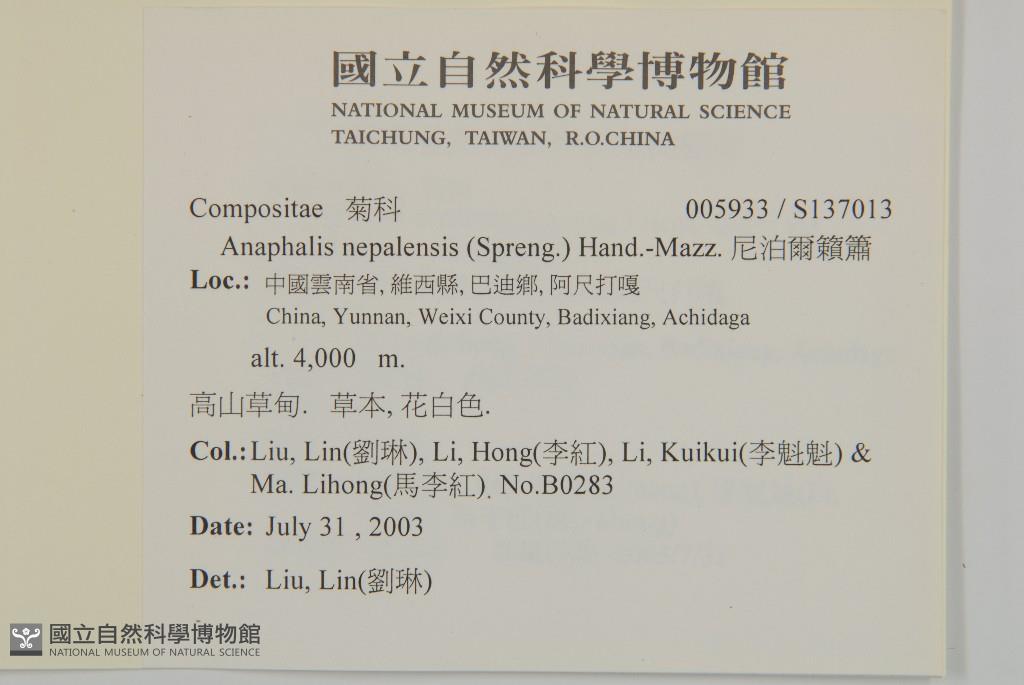 國立自然科學博物館
NATIONAL MUSEUM OF NATURAL SCIENCE
TAICHUNG, TAIWAN, R.O.CHINA
Compositae 菊科 005933 / S137013
Anaphalis nepalensis (Spreng.) Hand.-Mazz. 尼泊爾籟簫
Loc.: 中國雲南省, 維西縣, 巴迪鄉, 阿尺打嘎
China, Yunnan, Weixi County, Badixiang, Achidaga
alt. 4,000 m.
高山草甸. 草本, 花白色.
Col.: Liu, Lin(劉琳), Li, Hong(李紅), Li, Kuikui(李魁魁) &
Ma. Lihong(馬李紅). No.B0283
Date: July 31 , 2003
Det.: Liu, Lin(劉琳)
國立自然科學博物館
NATIONAL MUSEUM OF NATURAL SCIENCE